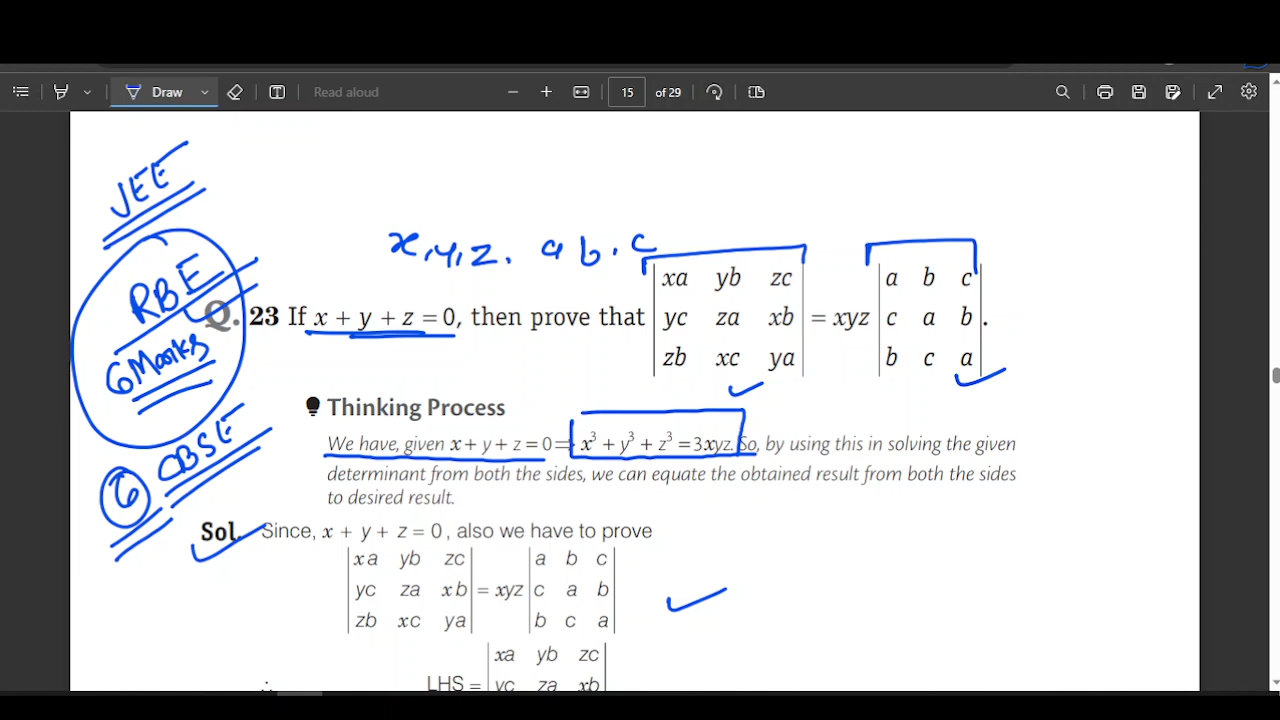 Draw
Read aloud
15 of 29
JEE
x,y,z. a b. c
RBE
6 Marks
6 CBSE
Q. 23 If x + y + z = 0, then prove that | xa yb zc | = xyz | a b c |.
| yc za xb | | c a b |
| zb xc ya | | b c a |
Thinking Process
We have, given x + y + z = 0 ⇒ x³ + y³ + z³ = 3xyz. So, by using this in solving the given
determinant from both the sides, we can equate the obtained result from both the sides
to desired result.
Sol. Since, x + y + z = 0, also we have to prove
| xa yb zc | | a b c |
| yc za xb | = xyz | c a b |
| zb xc ya | | b c a |
| xa yb zc |
∴ LHS = | yc za xb |